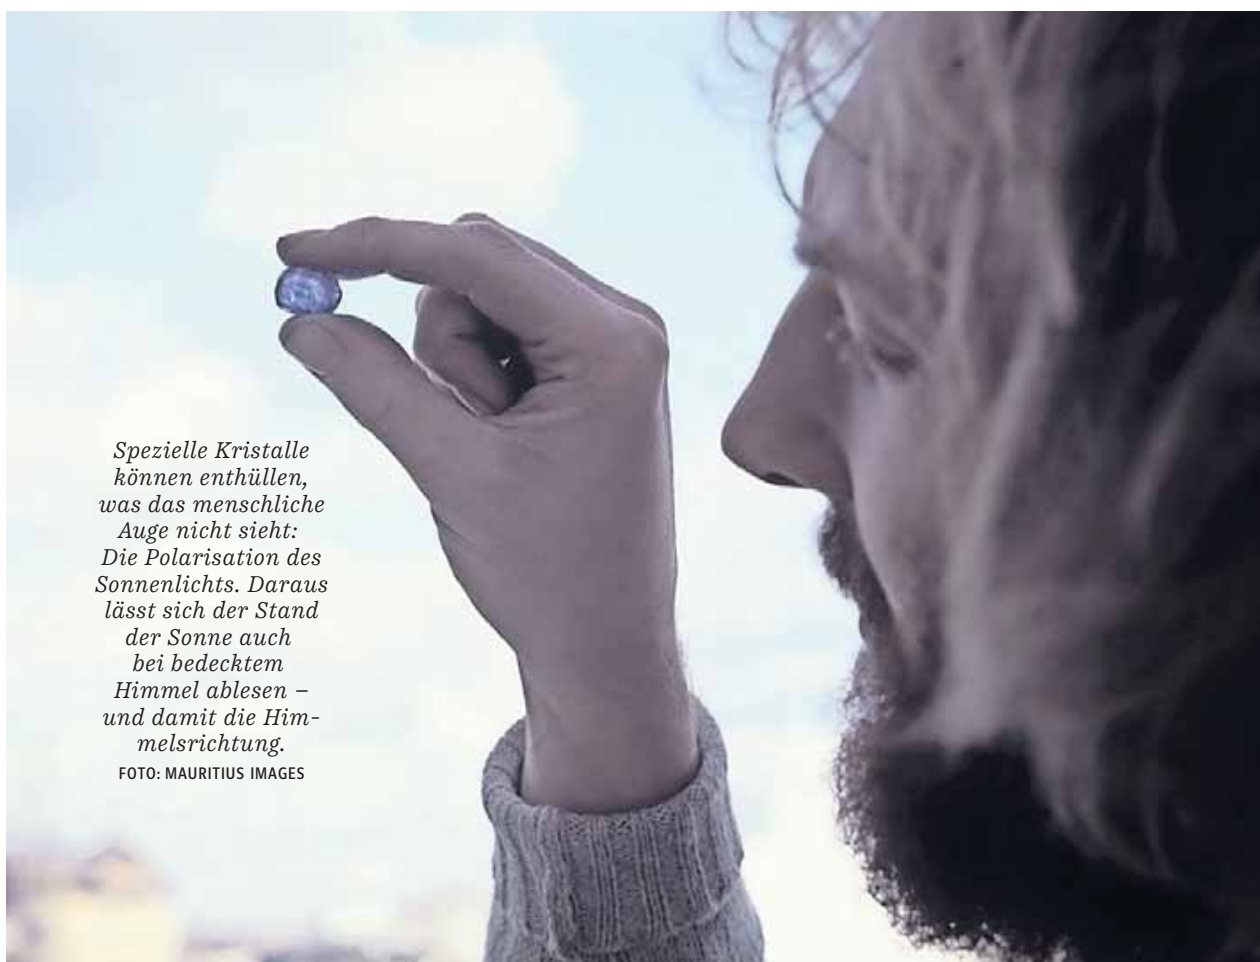 Spezielle Kristalle
können enthüllen,
was das menschliche
Auge nicht sieht:
Die Polarisation des
Sonnenlichts. Daraus
lässt sich der Stand
der Sonne auch
bei bedecktem
Himmel ablesen –
und damit die Him-
melsrichtung.
FOTO: MAURITIUS IMAGES